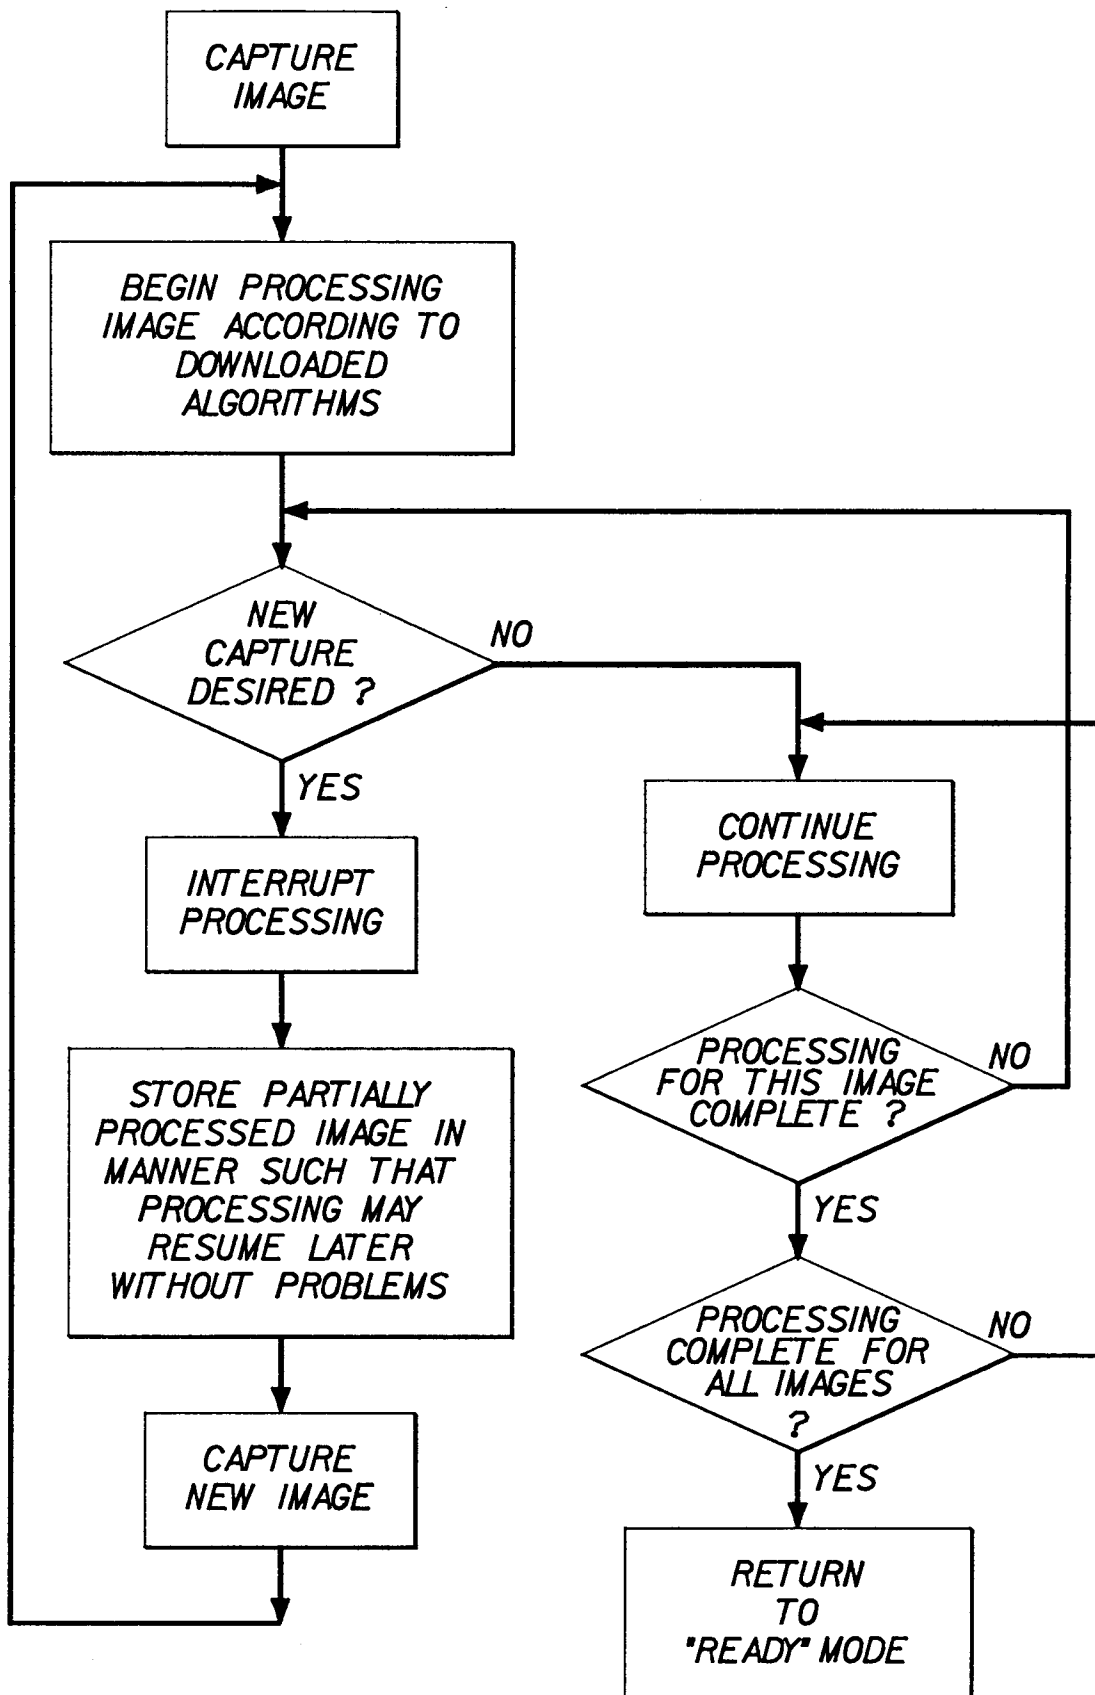 CAPTURE
IMAGE
BEGIN PROCESSING
IMAGE ACCORDING TO
DOWNLOADED
ALGORITHMS
NEW
CAPTURE
DESIRED ?
NO
YES
INTERRUPT
PROCESSING
STORE PARTIALLY
PROCESSED IMAGE IN
MANNER SUCH THAT
PROCESSING MAY
RESUME LATER
WITHOUT PROBLEMS
CAPTURE
NEW IMAGE
CONTINUE
PROCESSING
PROCESSING
FOR THIS IMAGE
COMPLETE ?
NO
YES
PROCESSING
COMPLETE FOR
ALL IMAGES
?
NO
YES
RETURN
TO
"READY" MODE